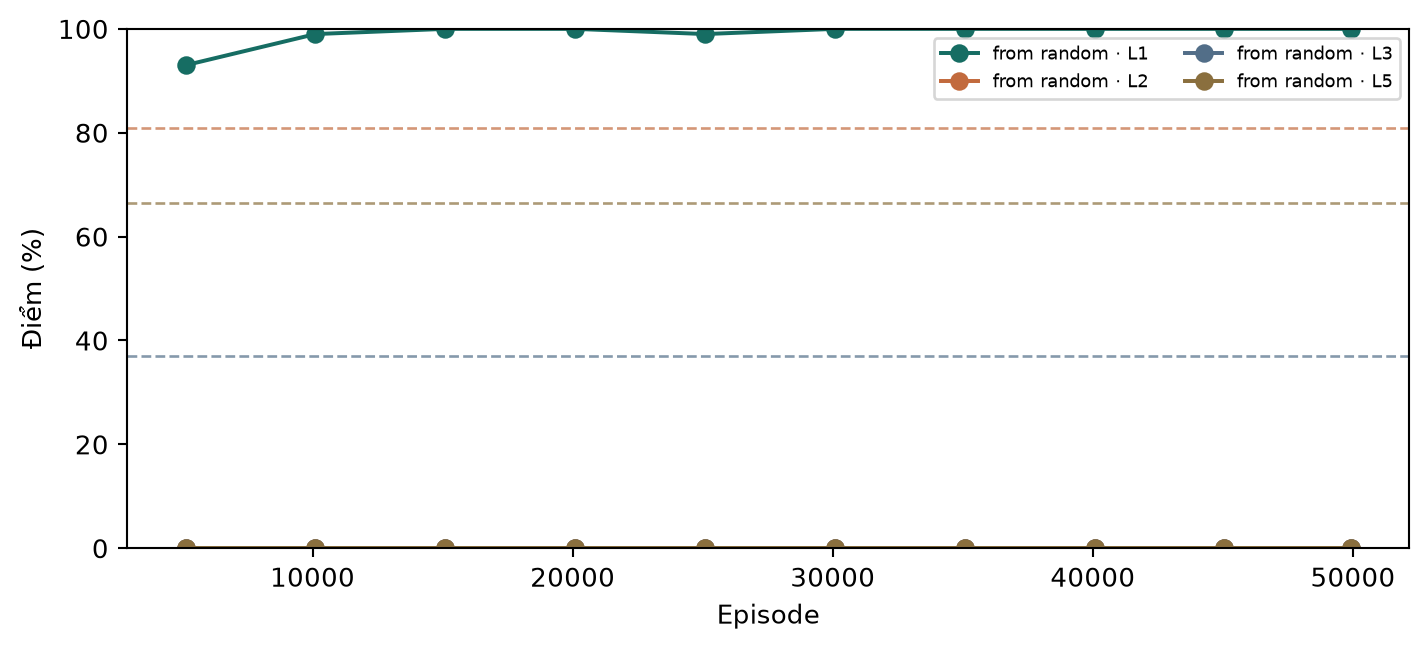 100
80
60
40
20
0
Điểm (%)
from random · L1
from random · L3
from random · L2
from random · L5
10000
20000
30000
40000
50000
Episode